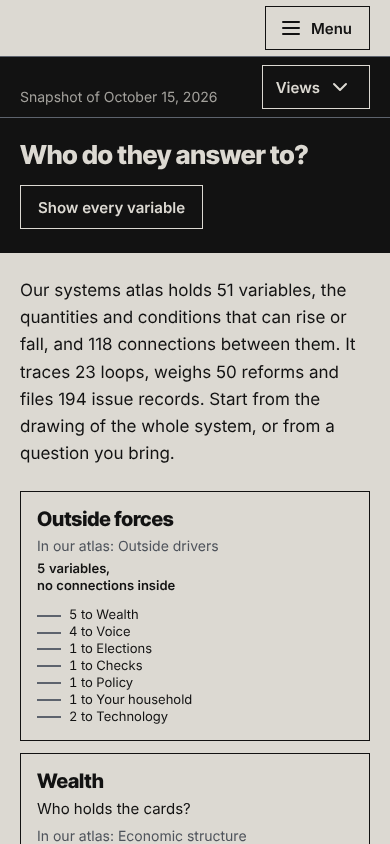 Menu
Snapshot of October 15, 2026
Views
Who do they answer to?
Show every variable
Our systems atlas holds 51 variables, the
quantities and conditions that can rise or
fall, and 118 connections between them. It
traces 23 loops, weighs 50 reforms and
files 194 issue records. Start from the
drawing of the whole system, or from a
question you bring.
Outside forces
In our atlas: Outside drivers
5 variables,
no connections inside
5 to Wealth
4 to Voice
1 to Elections
1 to Checks
1 to Policy
1 to Your household
2 to Technology
Wealth
Who holds the cards?
In our atlas: Economic structure